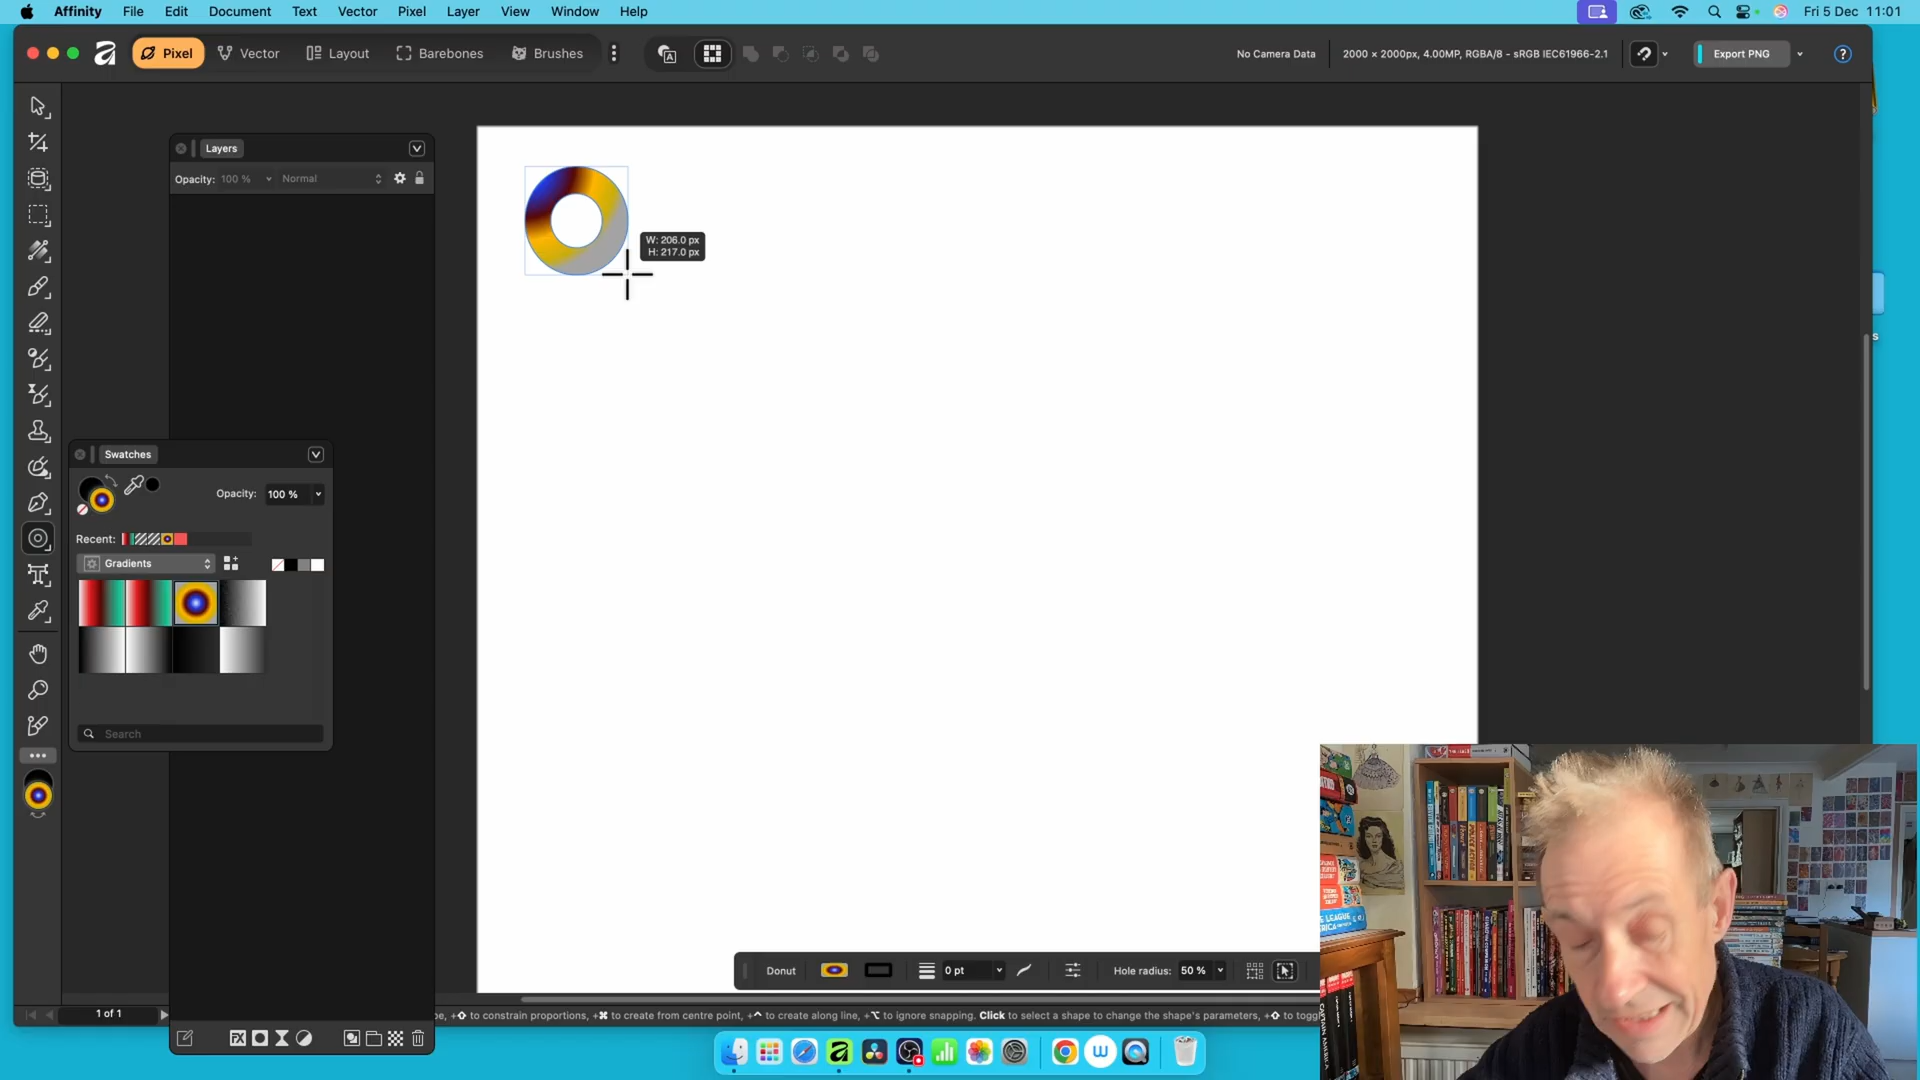 Affinity File Edit Document Text Vector Pixel Layer View Window Help Fri 5 Dec 11:01
Pixel Vector Layout Barebones Brushes No Camera Data 2000 × 2000px, 4.00MP, RGBA/8 - sRGB IEC61966-2.1 Export PNG
Layers
Opacity: 100 % Normal
W: 206.0 px
H: 217.0 px
Swatches
Opacity: 100 %
Recent:
Gradients
Search
Donut 0 pt Hole radius: 50 %
1 of 1
+⇧ to constrain proportions, +⌘ to create from centre point, +⌃ to create along line, +⌥ to ignore snapping. Click to select a shape to change the shape's parameters, +⇧ to